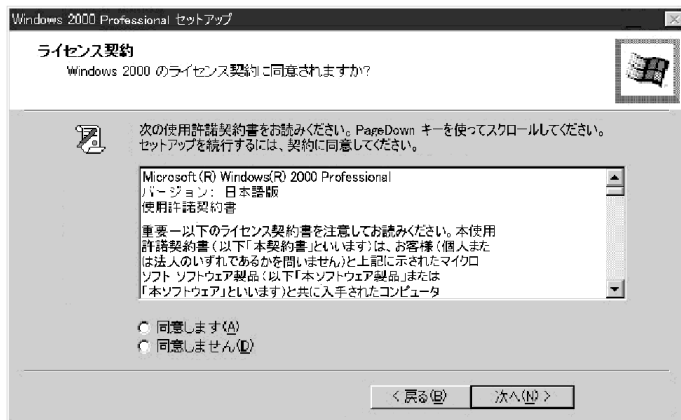 Windows 2000 Professional セットアップ
ライセンス契約
Windows 2000 のライセンス契約に同意されますか?
次の使用許諾契約書をお読みください。PageDown キーを使ってスクロールしてください。
セットアップを続行するには、契約に同意してください。
Microsoft(R) Windows(R) 2000 Professional
バージョン: 日本語版
使用許諾契約書
重要－以下のライセンス契約書を注意してお読みください。本使用
許諾契約書（以下「本契約書」といいます）は、お客様（個人また
は法人のいずれであるかを問いません）と上記に示されたマイクロ
ソフト ソフトウェア製品（以下「本ソフトウェア製品」または
「本ソフトウェア」といいます）と共に入手されたコンピュータ
同意します(A)
同意しません(D)
< 戻る(B)
次へ(N) >